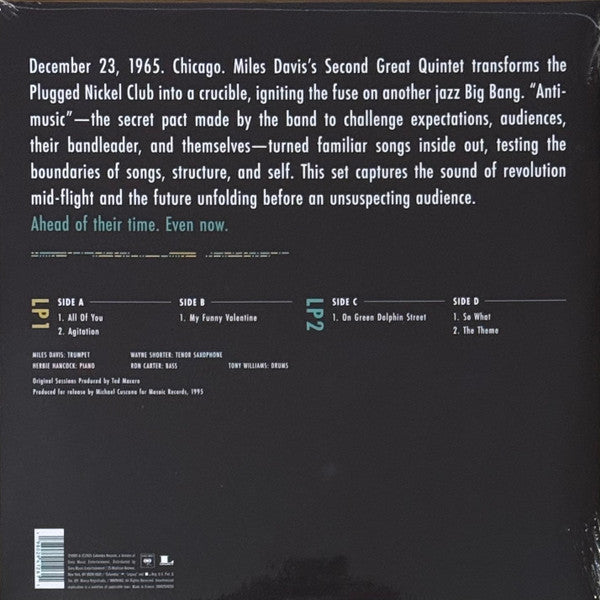 December 23, 1965. Chicago. Miles Davis's Second Great Quintet transforms the
Plugged Nickel Club into a crucible, igniting the fuse on another jazz Big Bang. “Anti-
music”—the secret pact made by the band to challenge expectations, audiences,
their bandleader, and themselves—turned familiar songs inside out, testing the
boundaries of songs, structure, and self. This set captures the sound of revolution
mid-flight and the future unfolding before an unsuspecting audience.
Ahead of their time. Even now.
LP1
SIDE A
1. All Of You
2. Agitation
SIDE B
1. My Funny Valentine
LP2
SIDE C
1. On Green Dolphin Street
SIDE D
1. So What
2. The Theme
MILES DAVIS: TRUMPET WAYNE SHORTER: TENOR SAXOPHONE
HERBIE HANCOCK: PIANO RON CARTER: BASS TONY WILLIAMS: DRUMS
Original Sessions Produced by Teo Macero
Produced for release by Michael Cuscuna for Mosaic Records, 1995